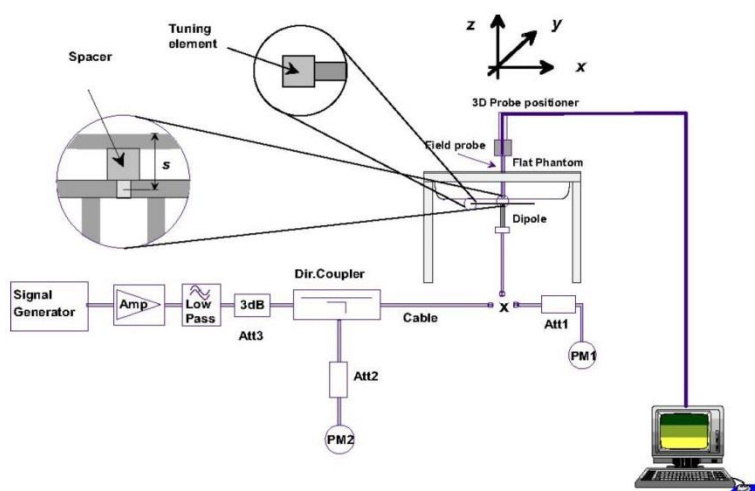 Tuning
element
Spacer
s
z
y
x
3D Probe positioner
Field probe
Flat Phantom
Dipole
Signal
Generator
Amp
Low
Pass
3dB
Att3
Dir.Coupler
Cable
x
Att1
PM1
Att2
PM2